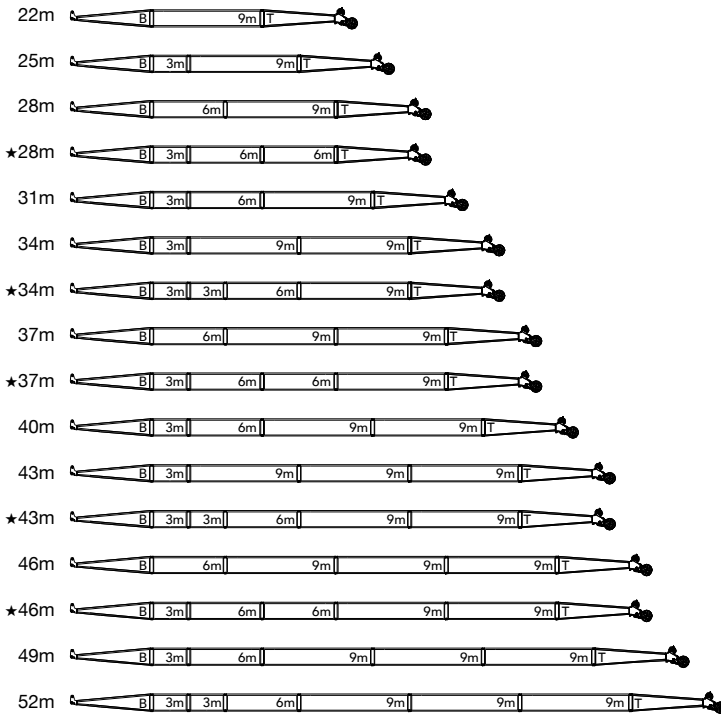 22m B 9m T
25m B 3m 9m T
28m B 6m 9m T
★28m B 3m 6m 6m T
31m B 3m 6m 9m T
34m B 3m 9m 9m T
★34m B 3m 3m 6m 9m T
37m B 6m 9m 9m T
★37m B 3m 6m 6m 9m T
40m B 3m 6m 9m 9m T
43m B 3m 9m 9m 9m T
★43m B 3m 3m 6m 9m 9m T
46m B 6m 9m 9m 9m T
★46m B 3m 6m 6m 9m 9m T
49m B 3m 6m 9m 9m 9m T
52m B 3m 3m 6m 9m 9m 9m T